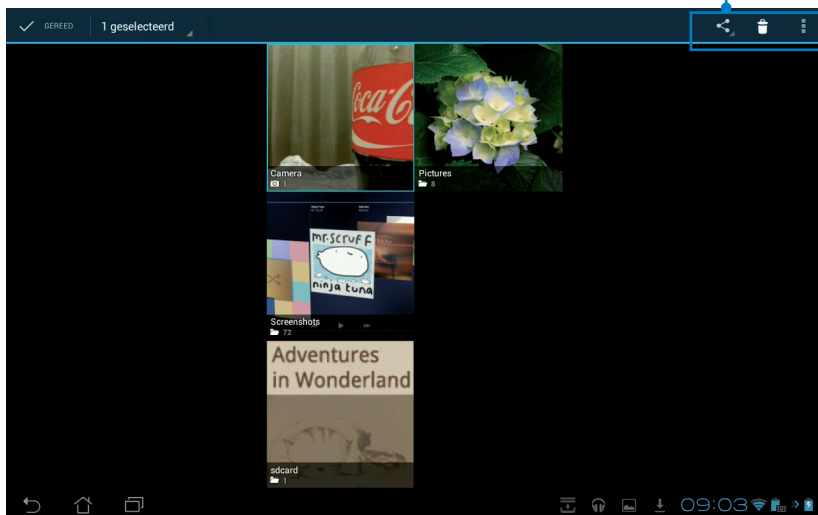 GEREED
1 geselecteerd
Coca-C
Camera
1
Pictures
8
mr.scruff
ninja tuna
Screenshots
72
Adventures
in Wonderland
sdcard
1
09:03